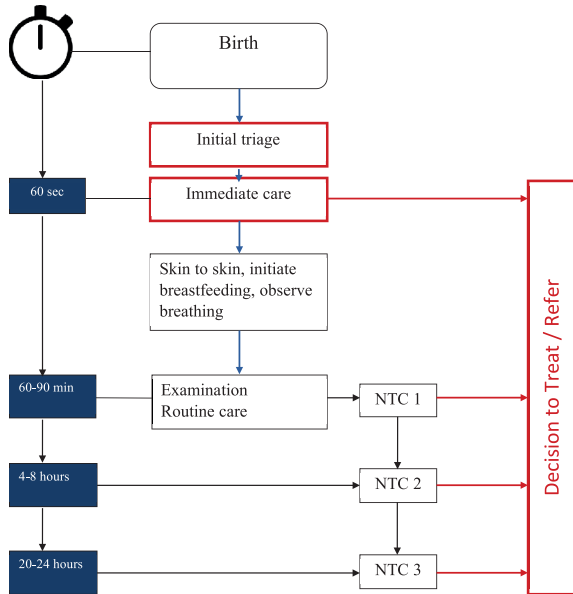 Birth
Initial triage
60 sec
Immediate care
Skin to skin, initiate
breastfeeding, observe
breathing
60-90 min
Examination
Routine care
NTC 1
4-8 hours
NTC 2
20-24 hours
NTC 3
Decision to Treat / Refer